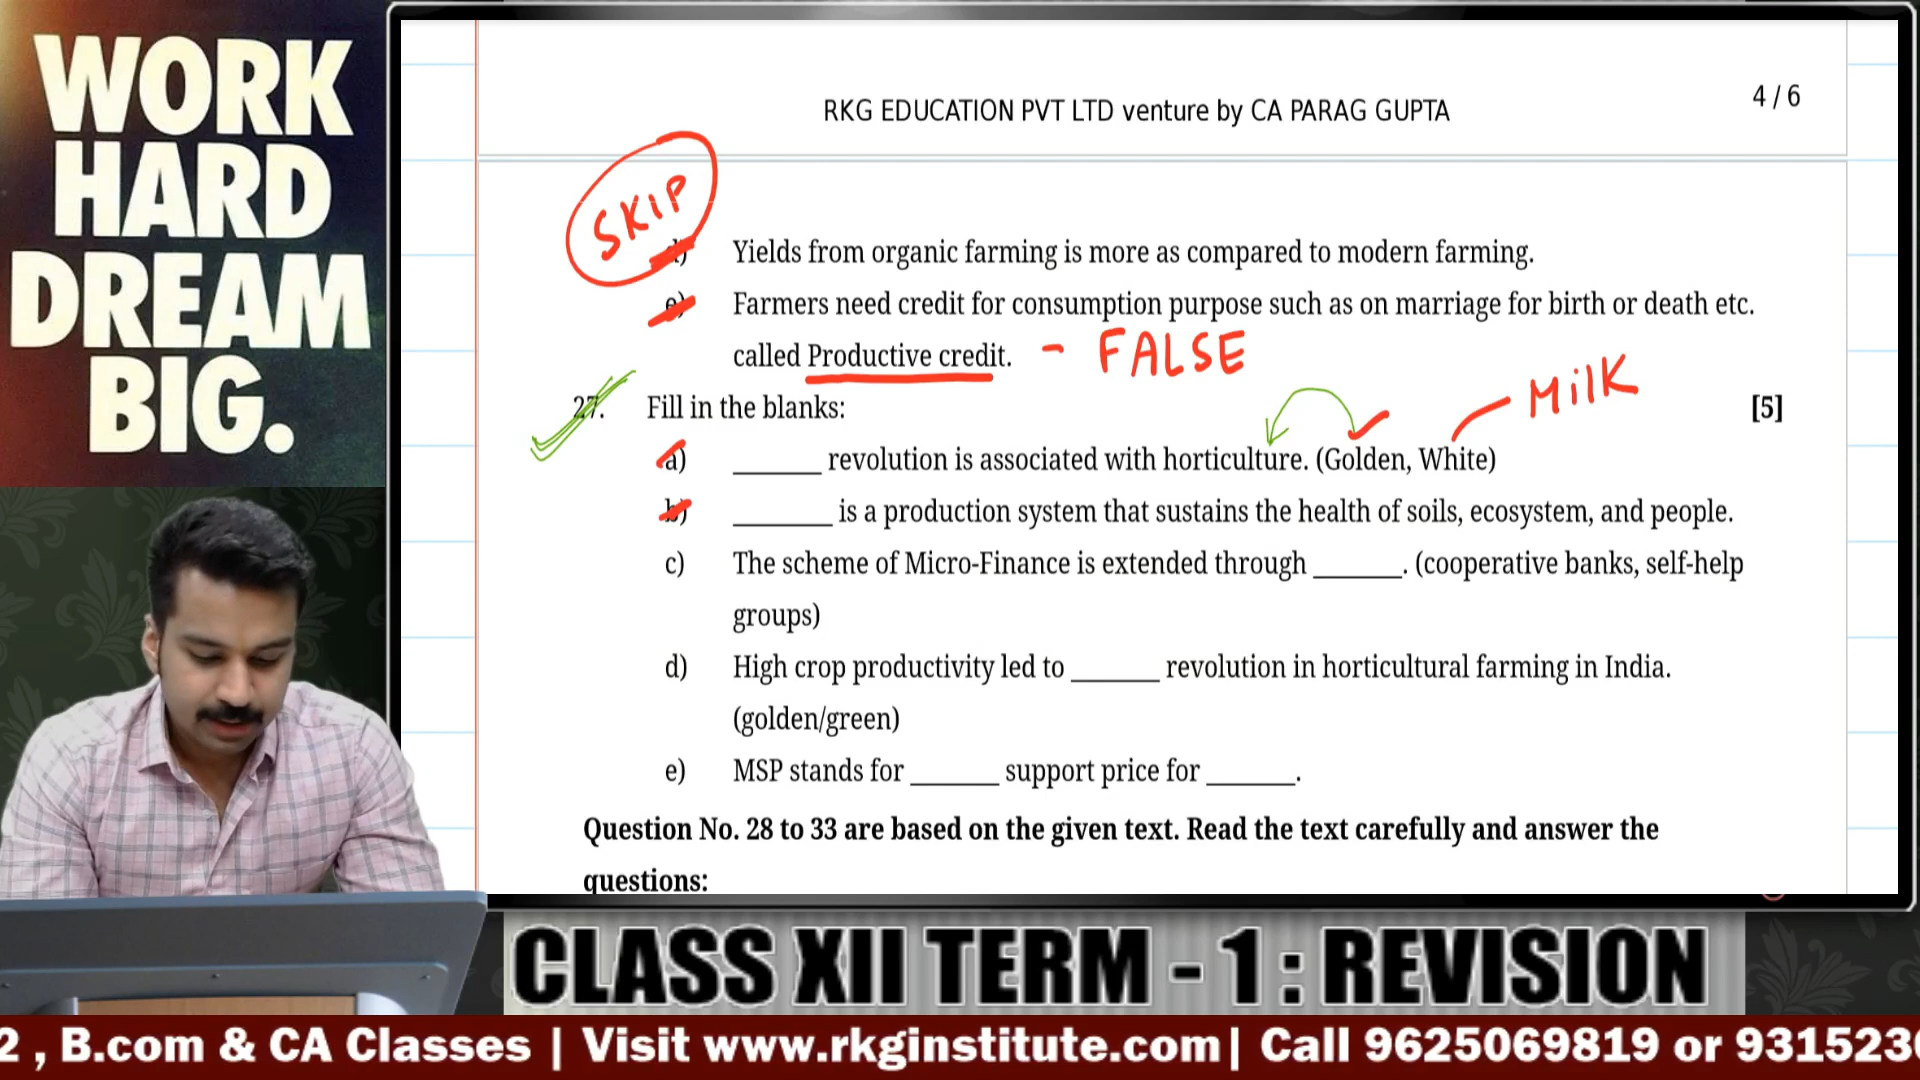 WORK
HARD
DREAM
BIG.
RKG EDUCATION PVT LTD venture by CA PARAG GUPTA
4 / 6
SKIP
d) Yields from organic farming is more as compared to modern farming.
e) Farmers need credit for consumption purpose such as on marriage for birth or death etc.
called Productive credit. - FALSE
Milk
27. Fill in the blanks: [5]
a) ______ revolution is associated with horticulture. (Golden, White)
b) ______ is a production system that sustains the health of soils, ecosystem, and people.
c) The scheme of Micro-Finance is extended through ______. (cooperative banks, self-help
groups)
d) High crop productivity led to ______ revolution in horticultural farming in India.
(golden/green)
e) MSP stands for ______ support price for ______.
Question No. 28 to 33 are based on the given text. Read the text carefully and answer the
questions:
CLASS XII TERM - 1 : REVISION
2 , B.com & CA Classes | Visit www.rkginstitute.com| Call 9625069819 or 931523